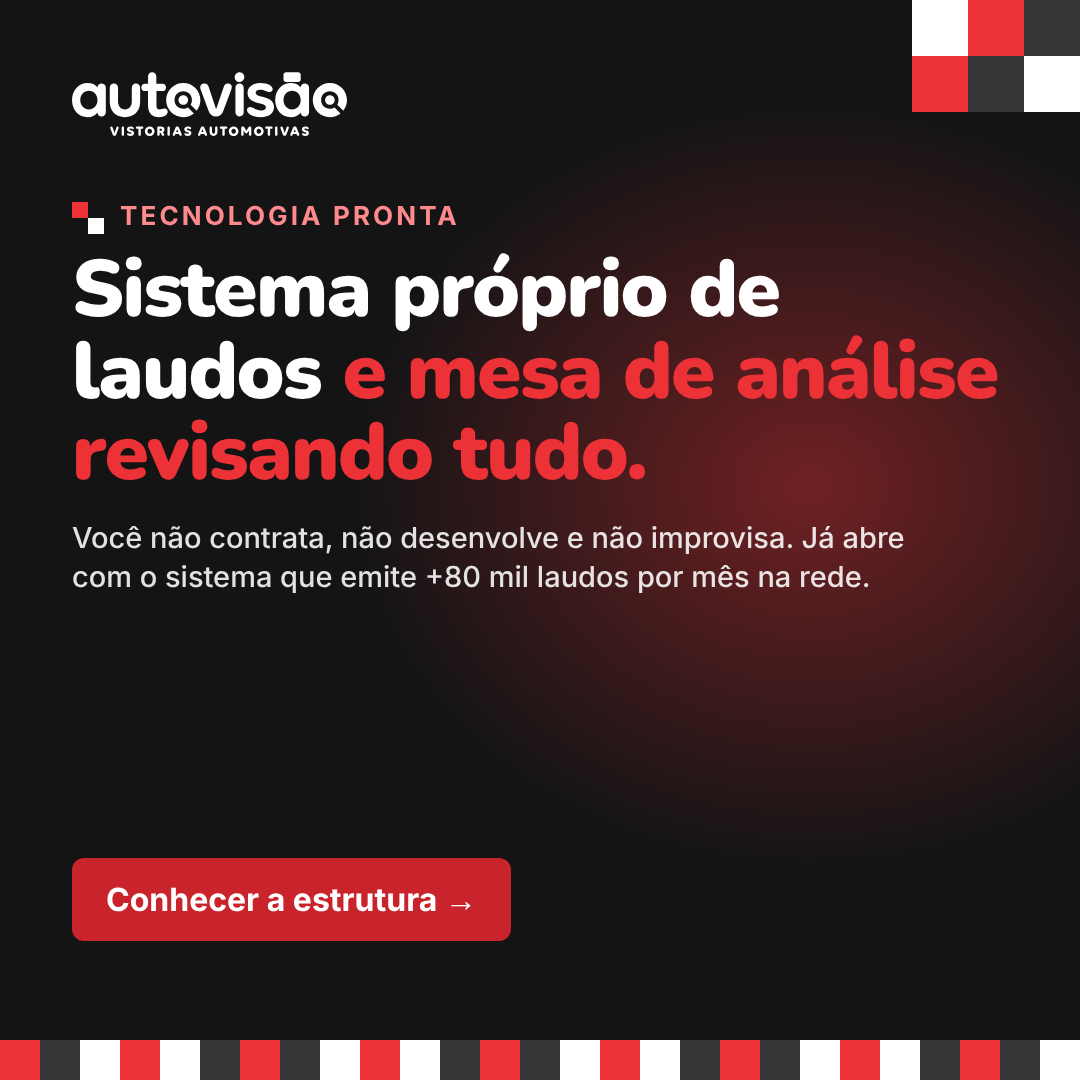 autovisão
VISTORIAS AUTOMOTIVAS
TECNOLOGIA PRONTA
Sistema próprio de
laudos e mesa de análise
revisando tudo.
Você não contrata, não desenvolve e não improvisa. Já abre
com o sistema que emite +80 mil laudos por mês na rede.
Conhecer a estrutura →